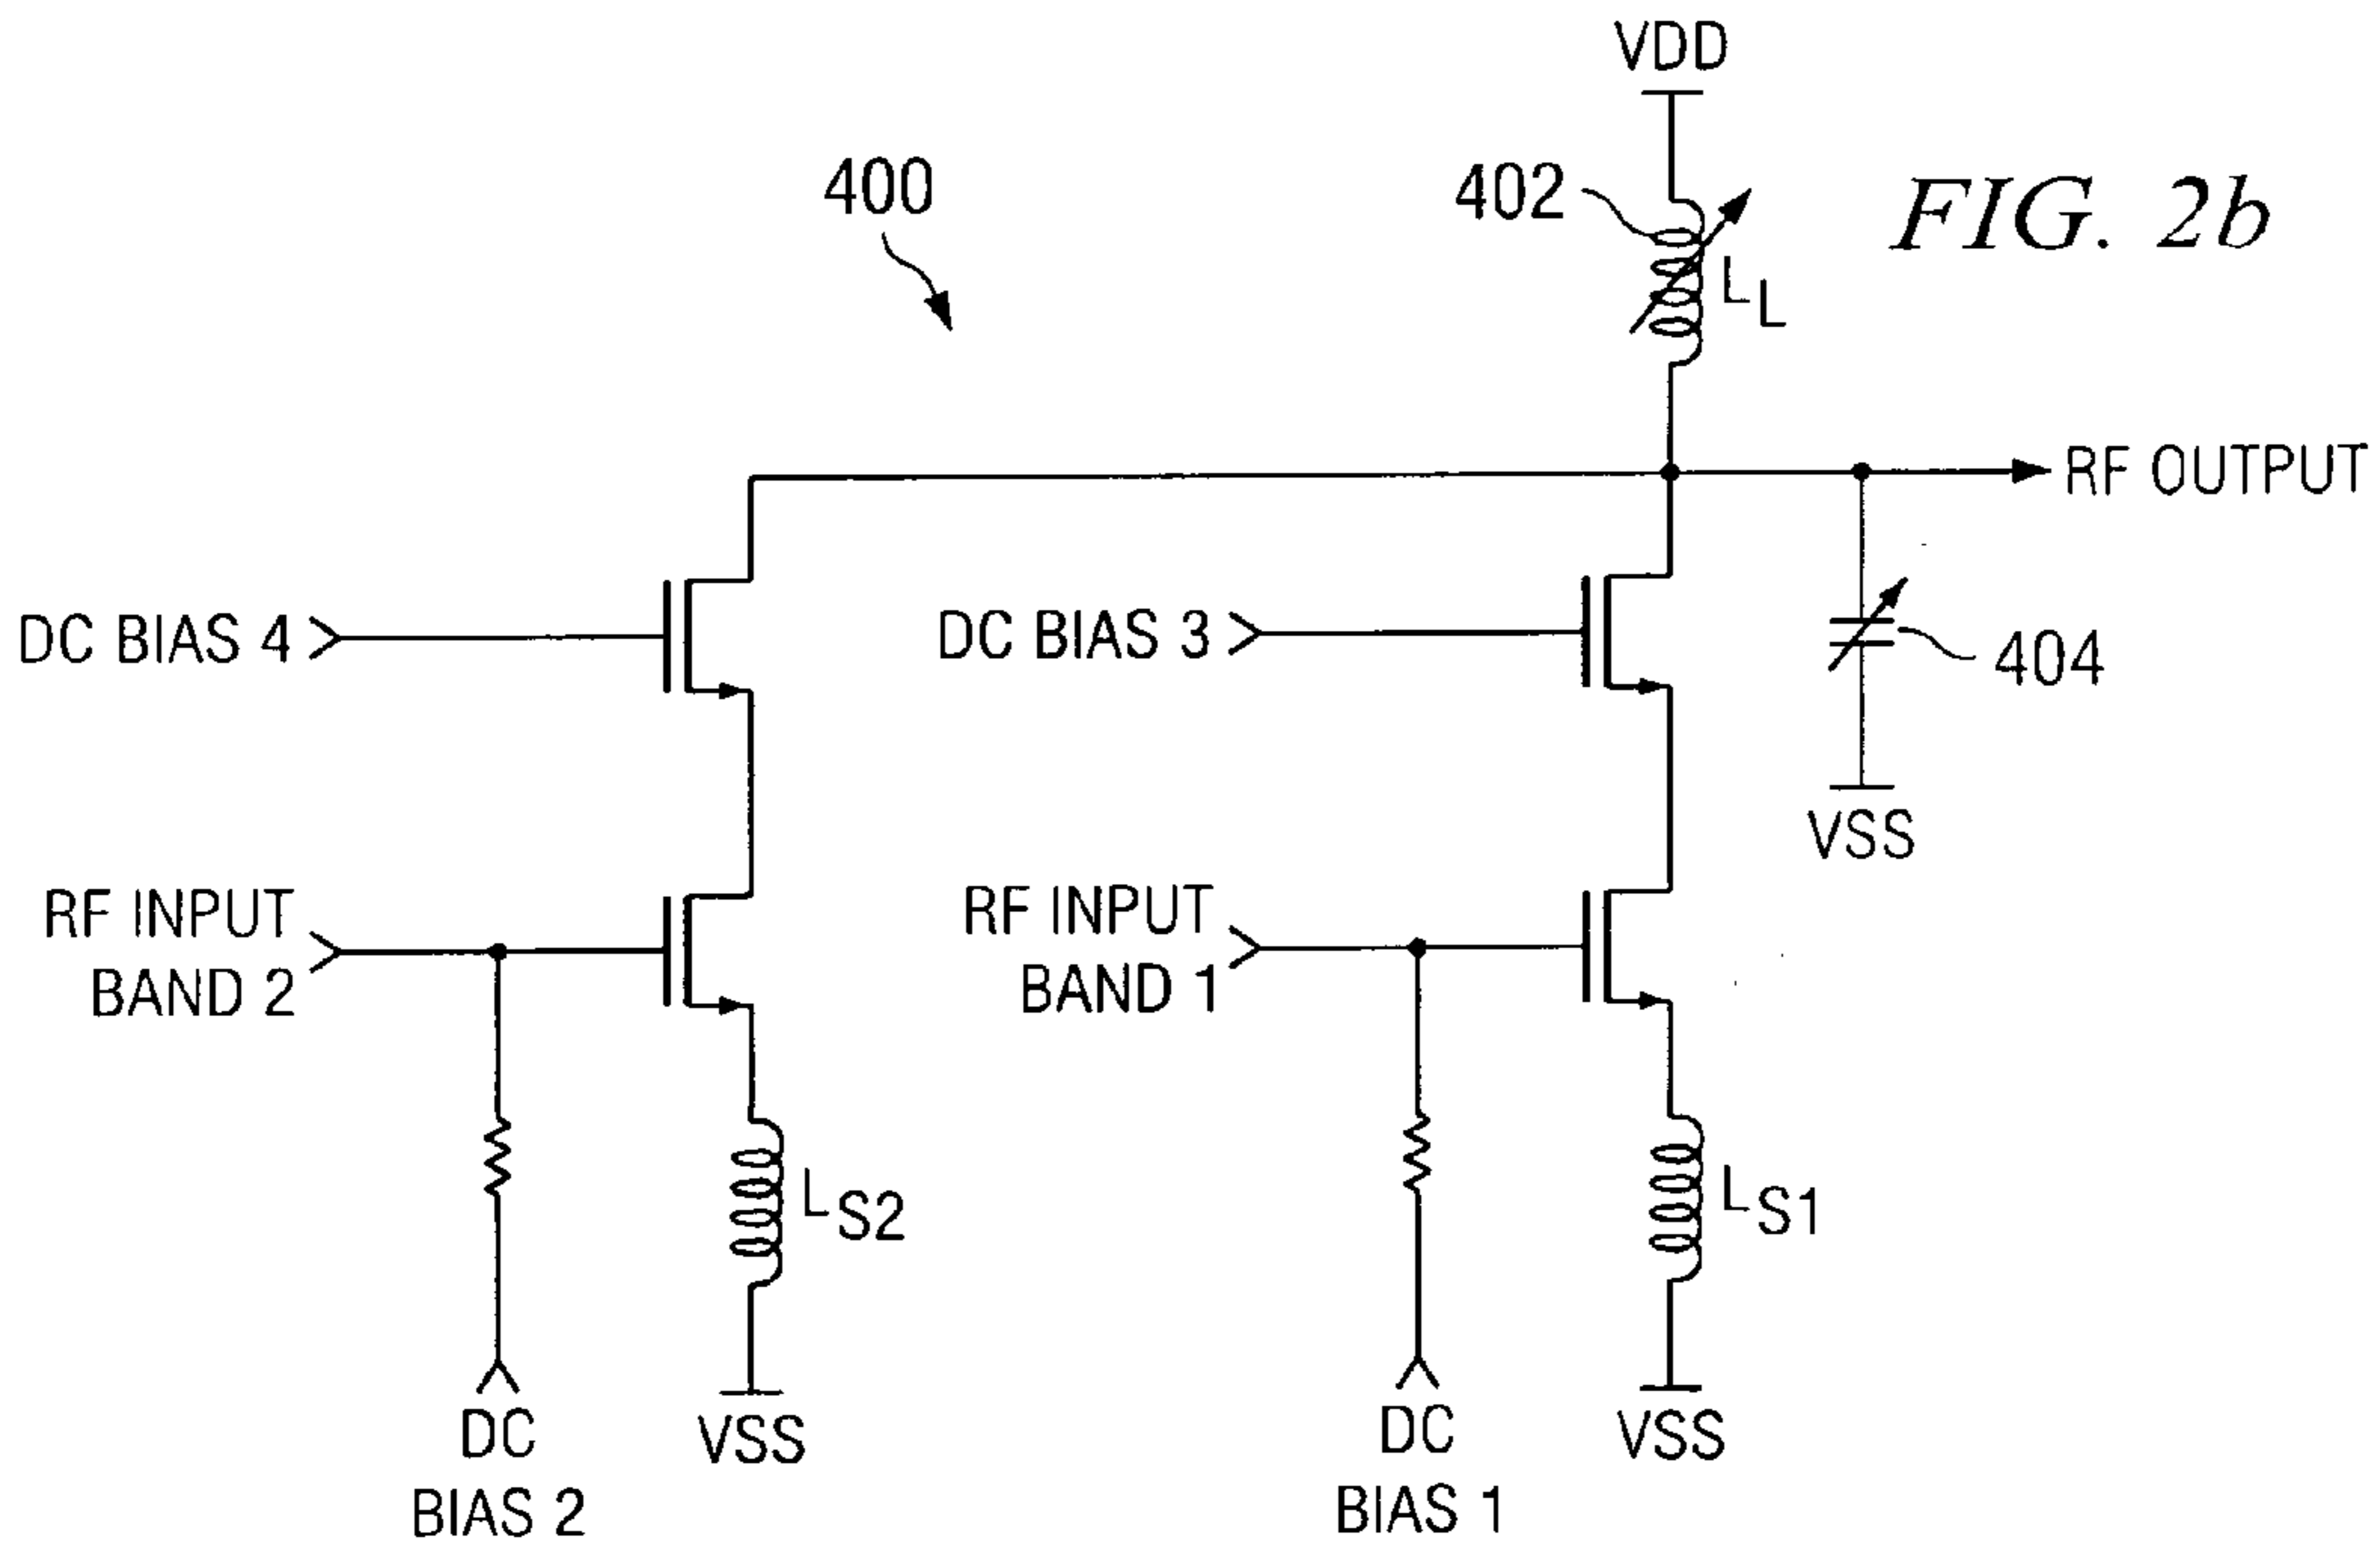 VDD
400
402
FIG. 2b
LL
RF OUTPUT
DC BIAS 4
DC BIAS 3
404
VSS
RF INPUT
BAND 2
RF INPUT
BAND 1
LS2
LS1
DC
BIAS 2
VSS
DC
BIAS 1
VSS